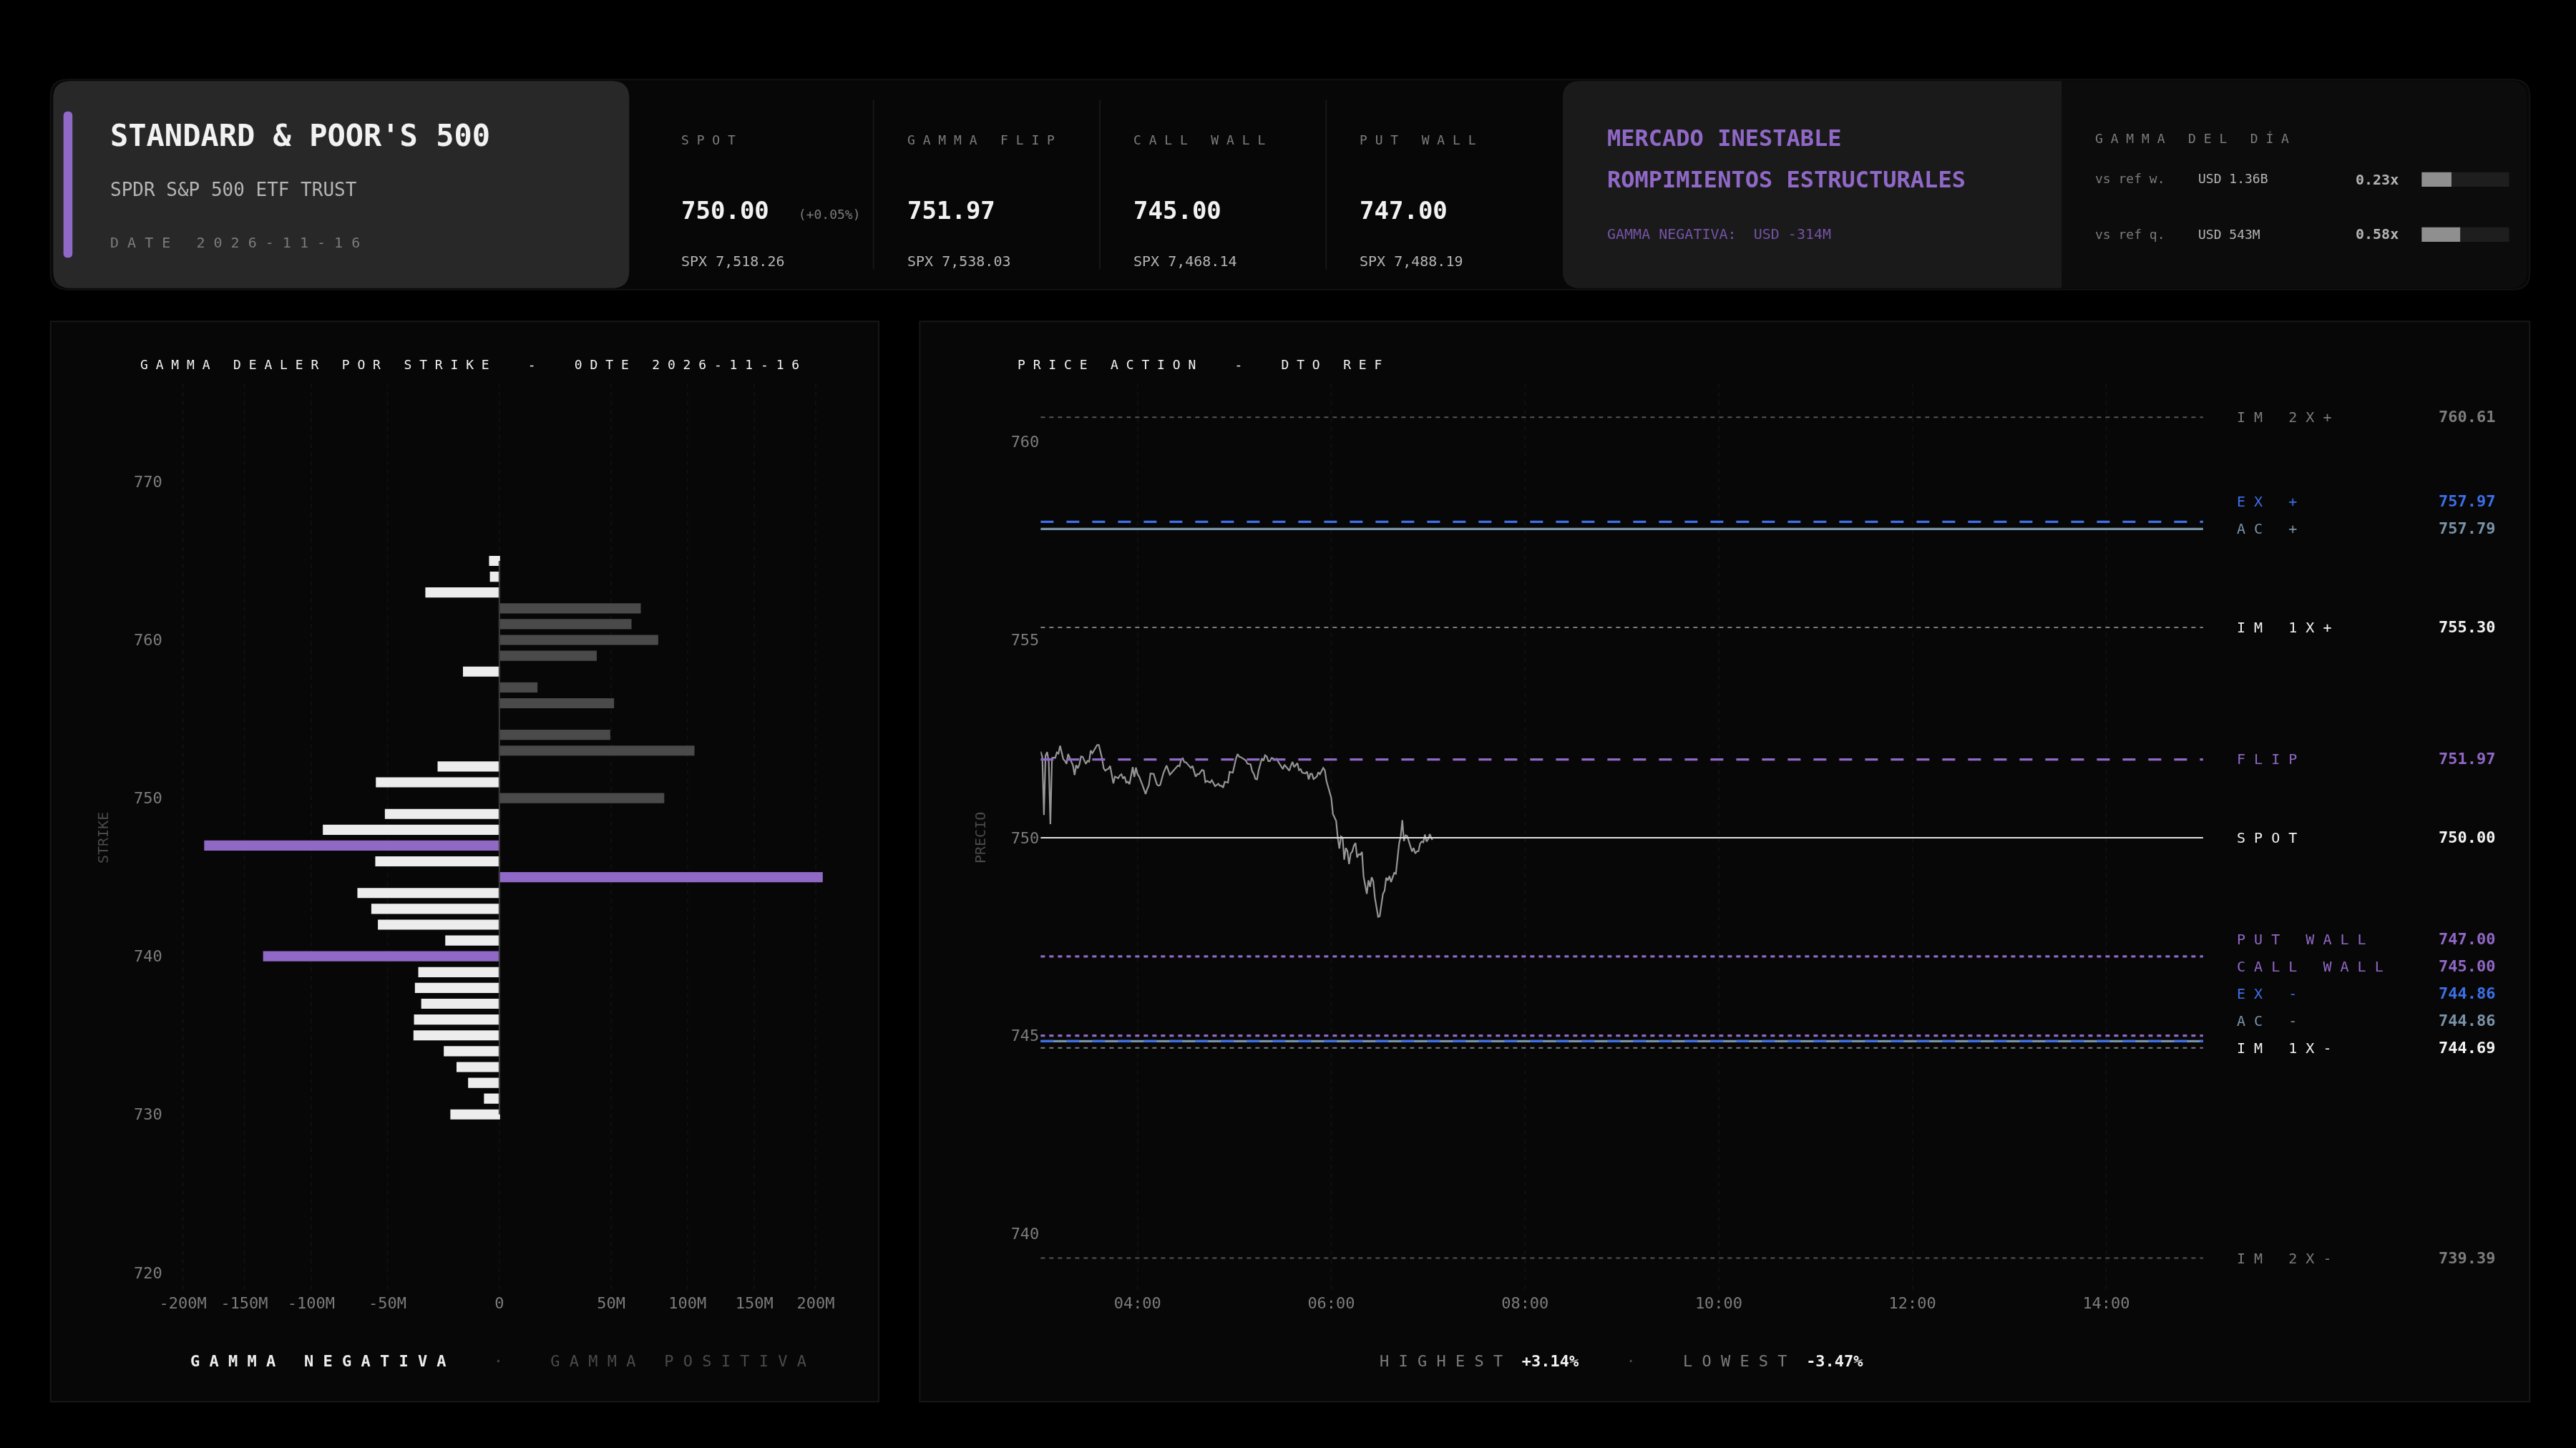 STANDARD & POOR'S 500
SPDR S&P 500 ETF TRUST
DATE 2026-11-16
SPOT
750.00 (+0.05%)
SPX 7,518.26
GAMMA FLIP
751.97
SPX 7,538.03
CALL WALL
745.00
SPX 7,468.14
PUT WALL
747.00
SPX 7,488.19
MERCADO INESTABLE
ROMPIMIENTOS ESTRUCTURALES
GAMMA NEGATIVA: USD -314M
GAMMA DEL DÍA
vs ref w. USD 1.36B 0.23x
vs ref q. USD 543M 0.58x
GAMMA DEALER POR STRIKE - 0DTE 2026-11-16
STRIKE
770
760
750
740
730
720
-200M -150M -100M -50M 0 50M 100M 150M 200M
GAMMA NEGATIVA · GAMMA POSITIVA
PRICE ACTION - DTO REF
PRECIO
760
755
750
745
740
04:00 06:00 08:00 10:00 12:00 14:00
IM 2X+ 760.61
EX + 757.97
AC + 757.79
IM 1X+ 755.30
FLIP 751.97
SPOT 750.00
PUT WALL 747.00
CALL WALL 745.00
EX - 744.86
AC - 744.86
IM 1X- 744.69
IM 2X- 739.39
HIGHEST +3.14% · LOWEST -3.47%